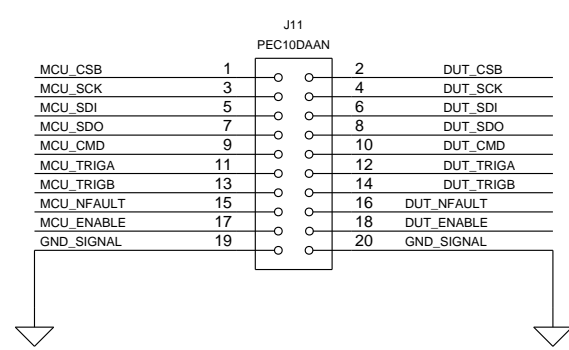 J11
PEC10DAAN
MCU_CSB 1 2 DUT_CSB
MCU_SCK 3 4 DUT_SCK
MCU_SDI 5 6 DUT_SDI
MCU_SDO 7 8 DUT_SDO
MCU_CMD 9 10 DUT_CMD
MCU_TRIGA 11 12 DUT_TRIGA
MCU_TRIGB 13 14 DUT_TRIGB
MCU_NFAULT 15 16 DUT_NFAULT
MCU_ENABLE 17 18 DUT_ENABLE
GND_SIGNAL 19 20 GND_SIGNAL